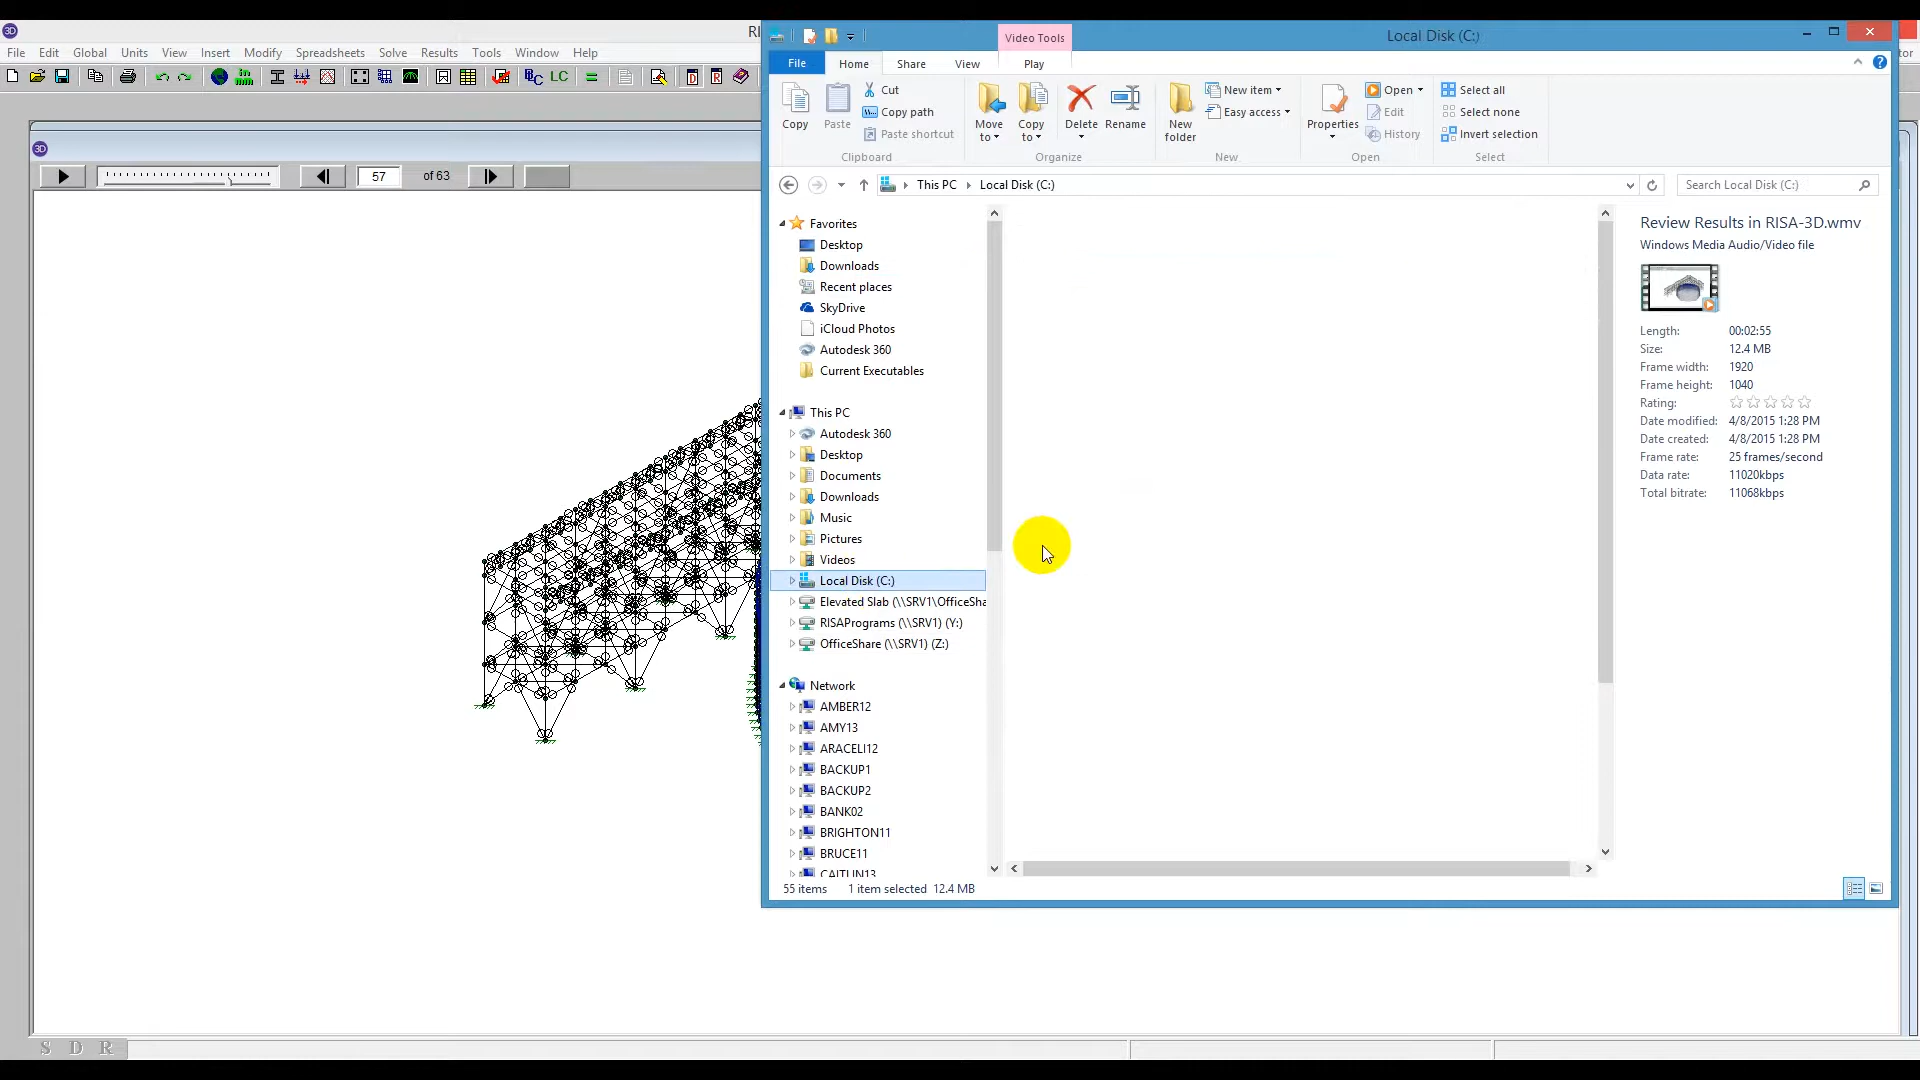 3D
RI
File Edit Global Units View Insert Modify Spreadsheets Solve Results Tools Window Help
LC
D R
3D
57 of 63
Video Tools
Local Disk (C:)
File Home Share View Play
Copy
Paste
Cut
Copy path
Paste shortcut
Clipboard
Move to
Copy to
Delete
Rename
Organize
New folder
New item
Easy access
New
Properties
Open
Edit
History
Open
Select all
Select none
Invert selection
Select
This PC Local Disk (C:)
Search Local Disk (C:)
Favorites
Desktop
Downloads
Recent places
SkyDrive
iCloud Photos
Autodesk 360
Current Executables
This PC
Autodesk 360
Desktop
Documents
Downloads
Music
Pictures
Videos
Local Disk (C:)
Elevated Slab (\\SRV1\OfficeSha
RISAPrograms (\\SRV1) (Y:)
OfficeShare (\\SRV1) (Z:)
Network
AMBER12
AMY13
ARACELI12
BACKUP1
BACKUP2
BANK02
BRIGHTON11
BRUCE11
CAITLIN13
Review Results in RISA-3D.wmv
Windows Media Audio/Video file
Length: 00:02:55
Size: 12.4 MB
Frame width: 1920
Frame height: 1040
Rating:
Date modified: 4/8/2015 1:28 PM
Date created: 4/8/2015 1:28 PM
Frame rate: 25 frames/second
Data rate: 11020kbps
Total bitrate: 11068kbps
55 items 1 item selected 12.4 MB
S D R